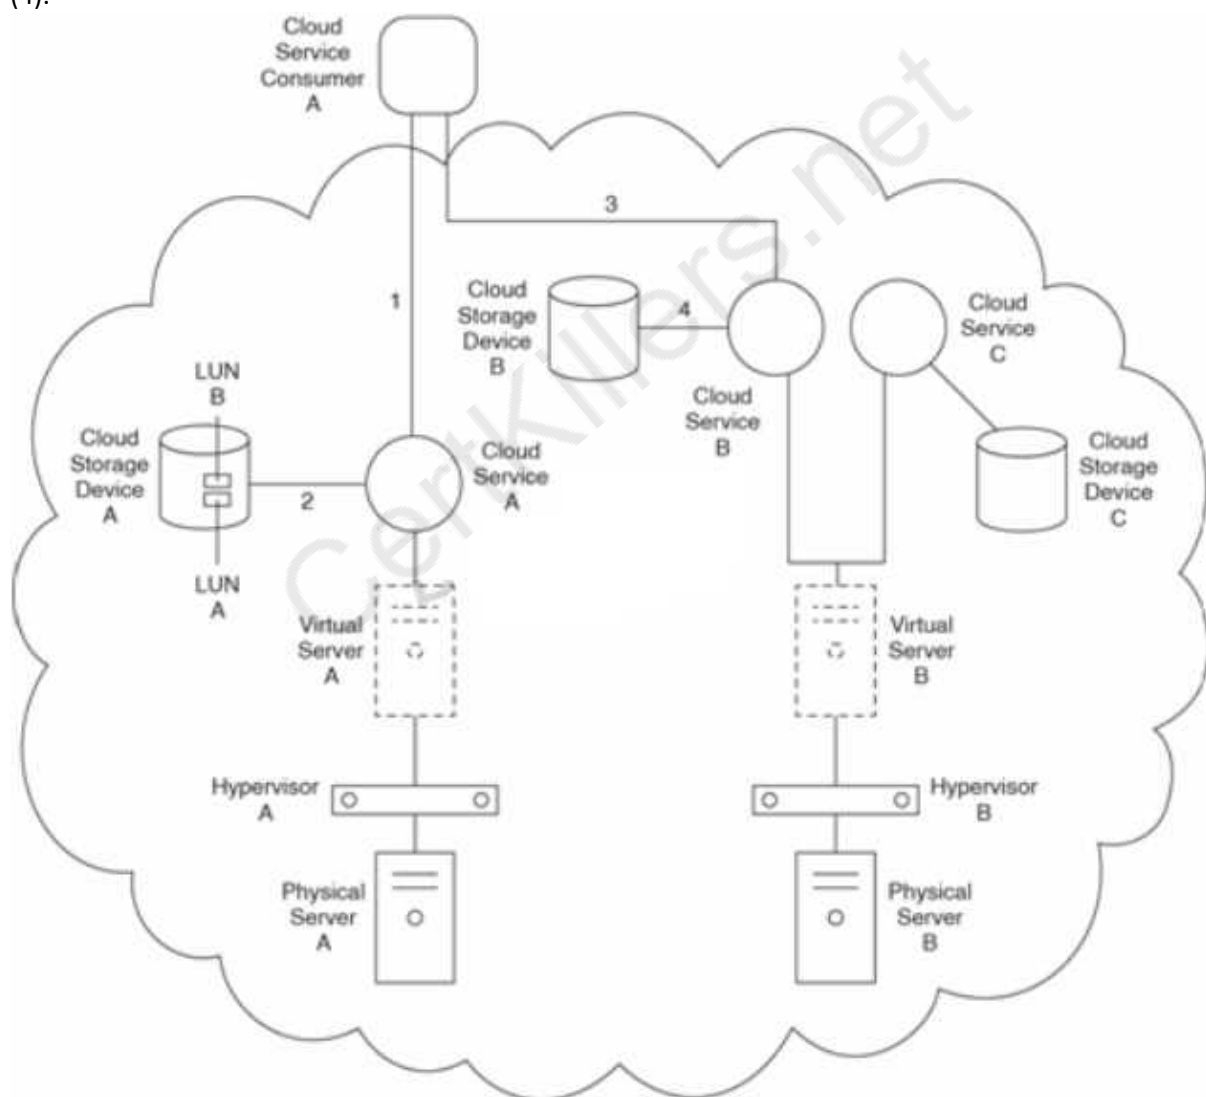 (4).
Cloud
Service
Consumer
A
3
1
Cloud
Storage
Device
B
4
Cloud
Service
C
LUN
B
Cloud
Service
B
Cloud
Storage
Device
A
2
Cloud
Service
A
Cloud
Storage
Device
C
LUN
A
Virtual
Server
A
Virtual
Server
B
Hypervisor
A
Hypervisor
B
Physical
Server
A
Physical
Server
B
CertKillers.net